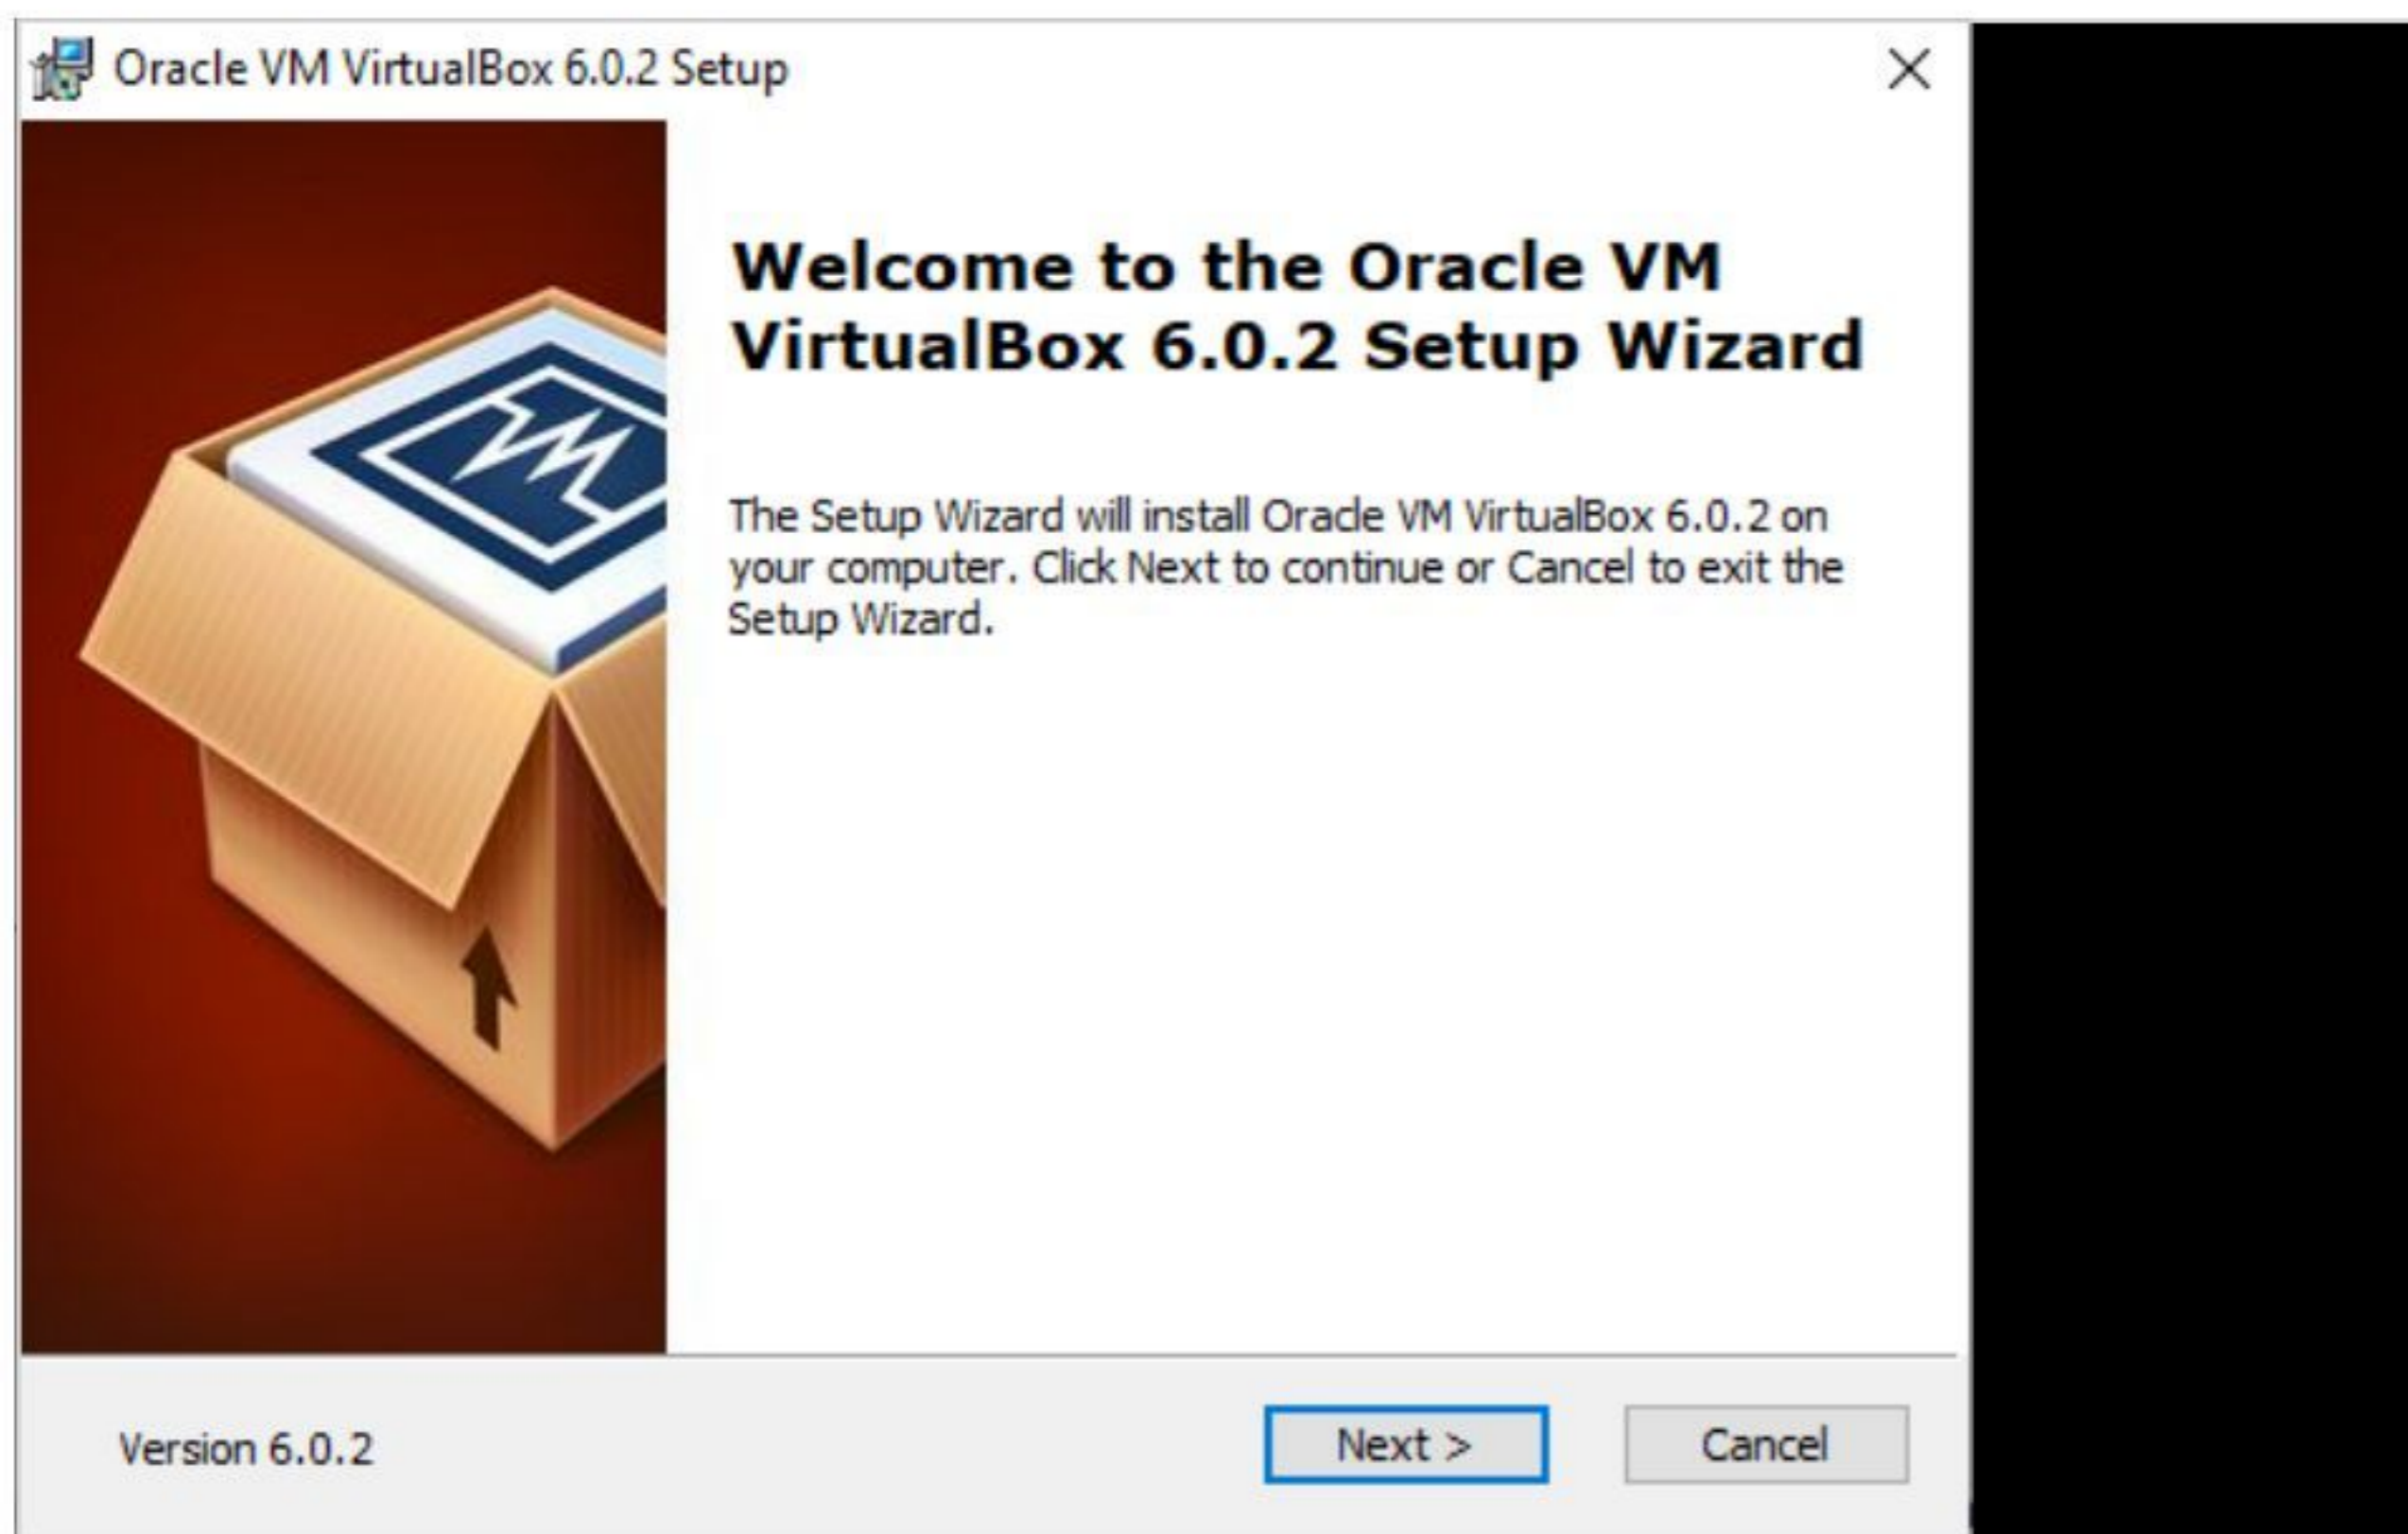 Oracle VM VirtualBox 6.0.2 Setup
Welcome to the Oracle VM
VirtualBox 6.0.2 Setup Wizard
The Setup Wizard will install Oracle VM VirtualBox 6.0.2 on
your computer. Click Next to continue or Cancel to exit the
Setup Wizard.
Version 6.0.2
Next >
Cancel